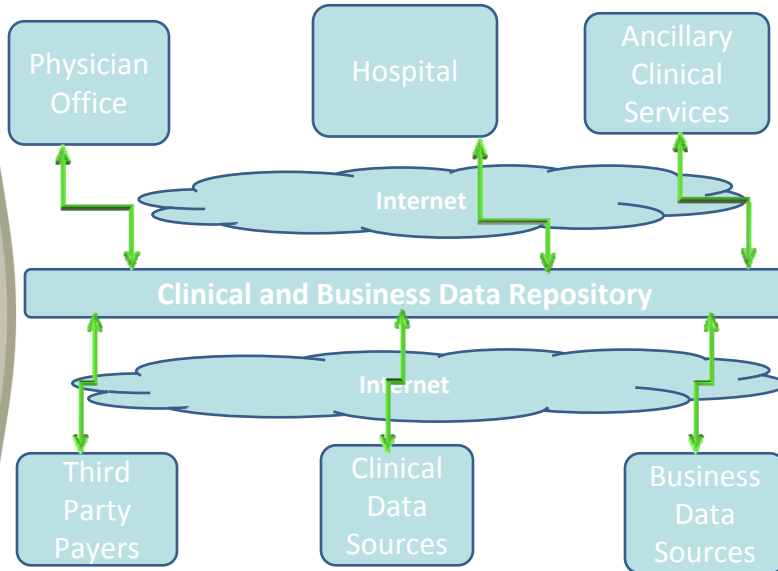 Physician
Office
Hospital
Ancillary
Clinical
Services
Internet
Clinical and Business Data Repository
Internet
Third
Party
Payers
Clinical
Data
Sources
Business
Data
Sources